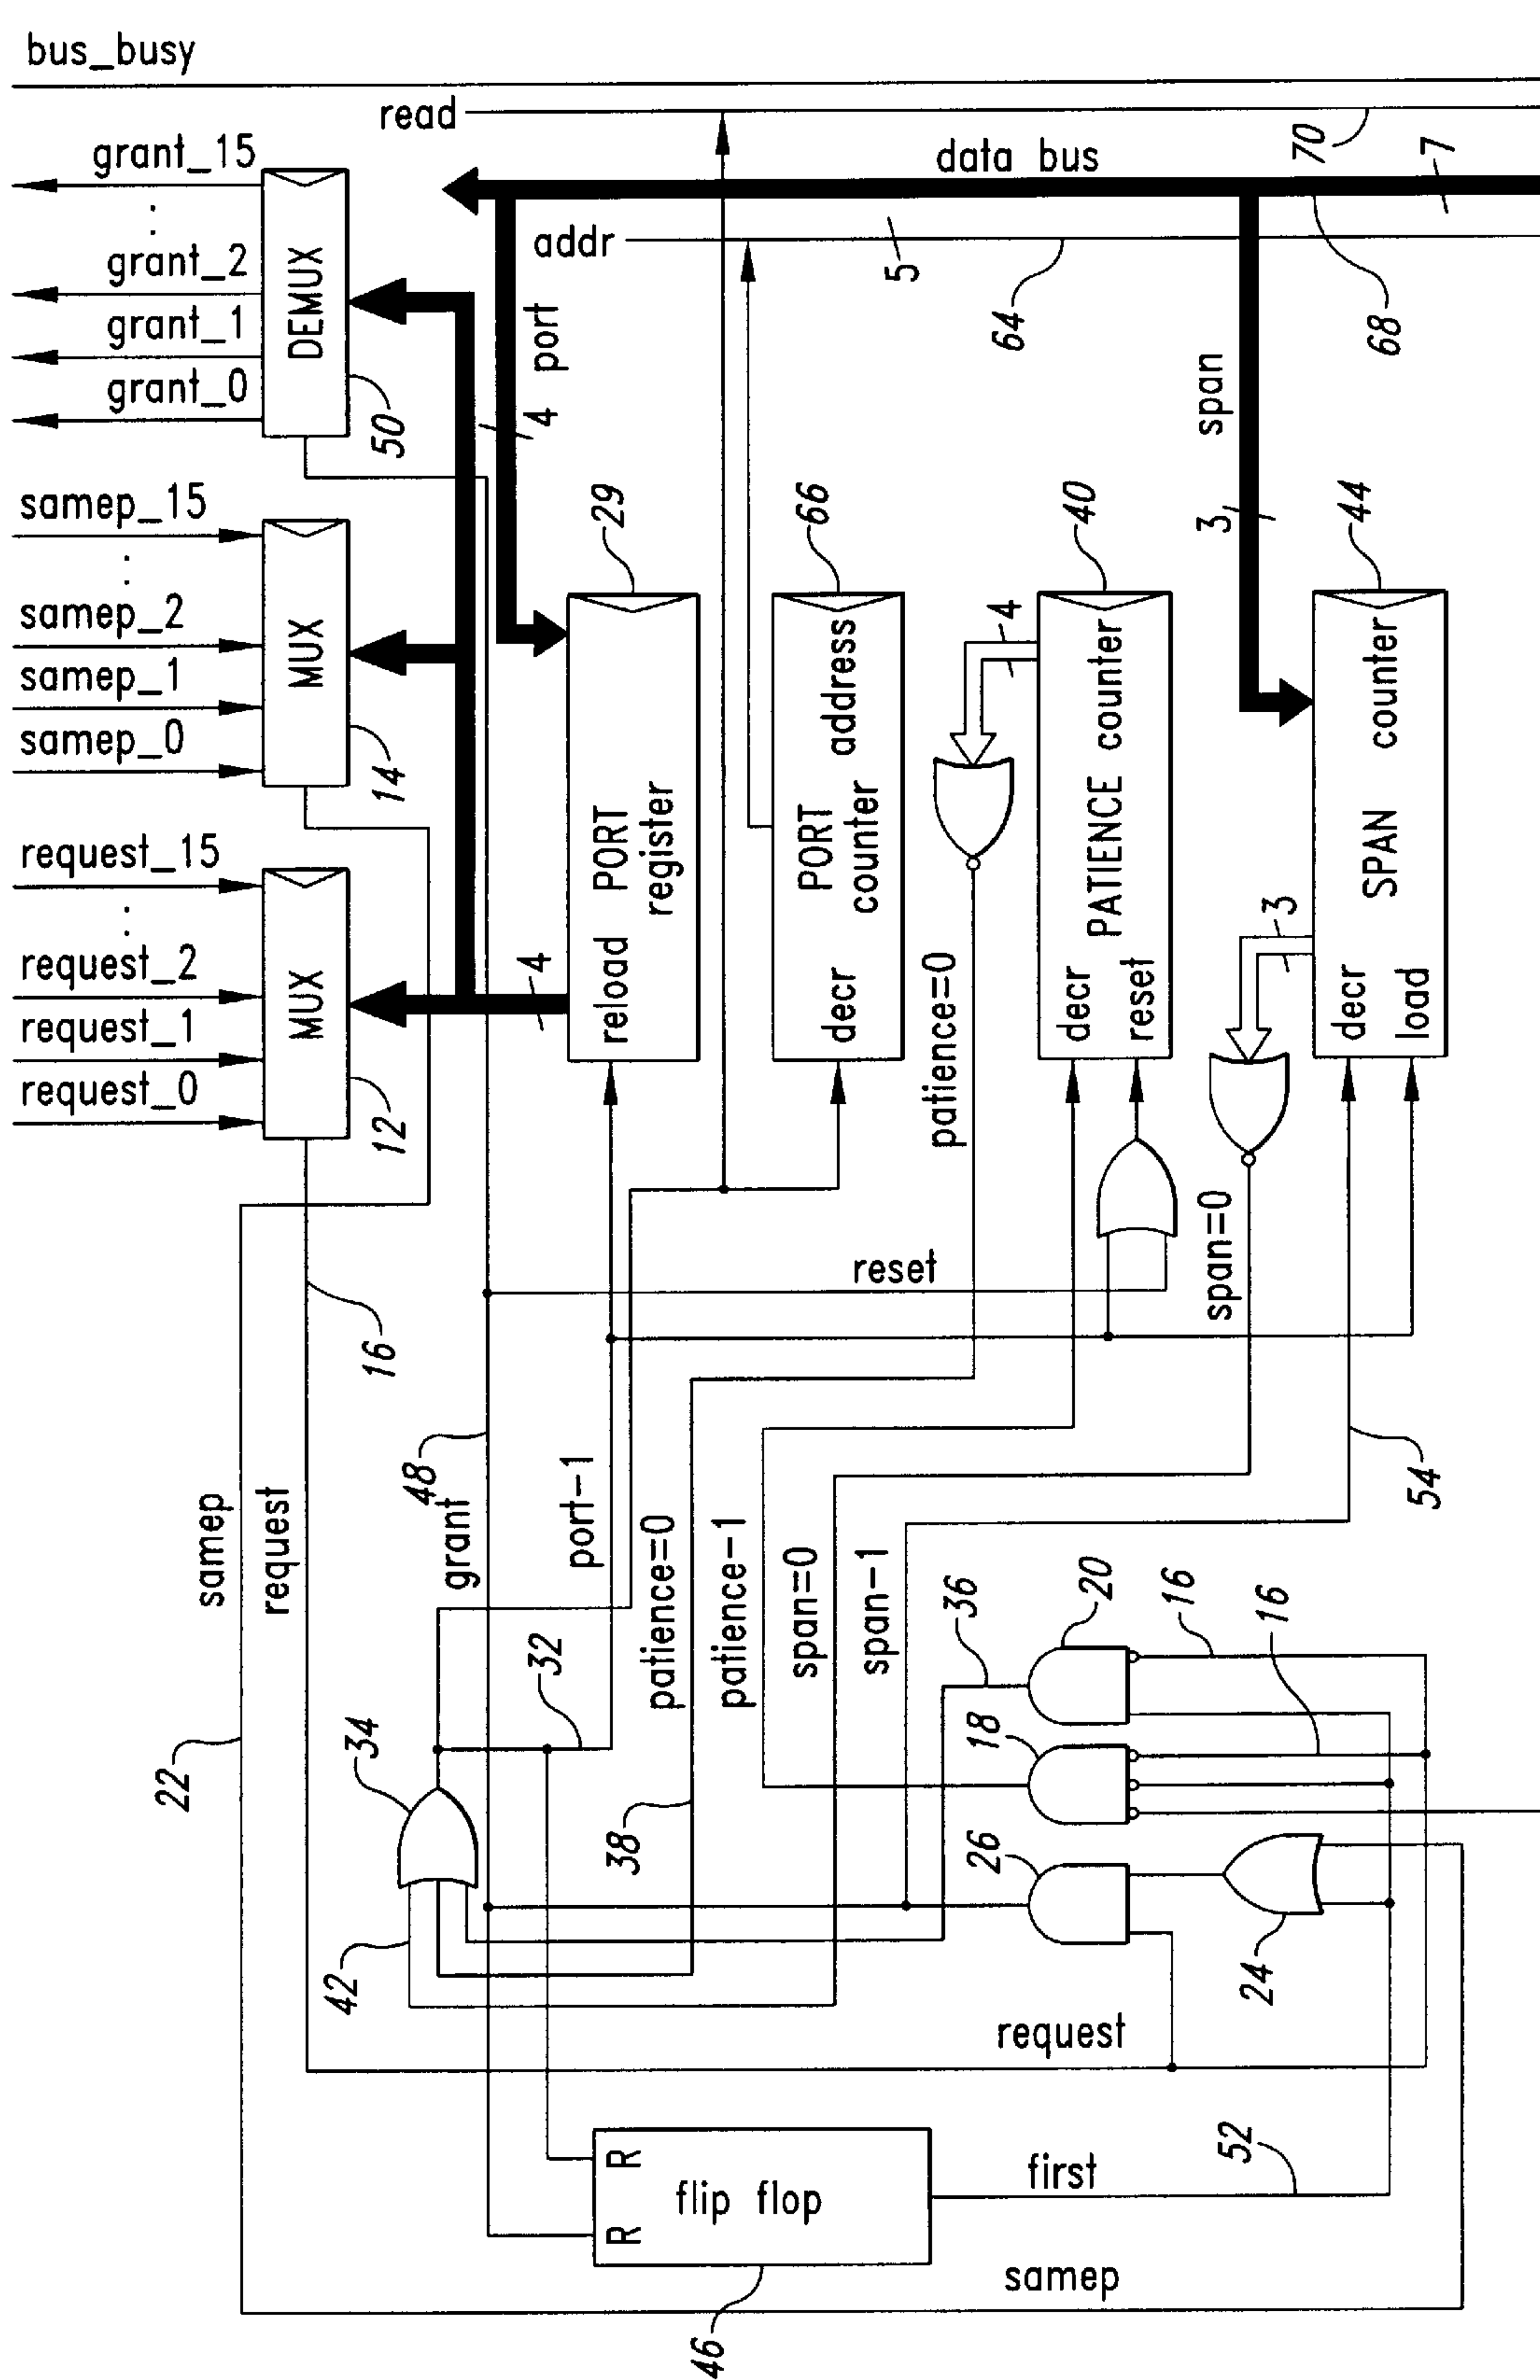 bus_busy
read
grant_15
data bus
70
7
grant_2
addr
5
DEMUX
grant_1
port
64
68
grant_0
50
4
span
samep_15
29
66
40
3
44
samep_2
MUX
4
samep_1
samep_0
14
PORT register
reload
PORT address
counter
decr
PATIENCE counter
decr
reset
SPAN counter
decr
load
request_15
3
request_2
MUX
4
request_1
request_0
12
patience=0
span=0
reset
16
48
samep
request
grant
port-1
patience=0
patience-1
span=0
span-1
54
36
20
16
16
32
18
34
22
38
26
42
24
request
R
R
flip flop
first
52
samep
46